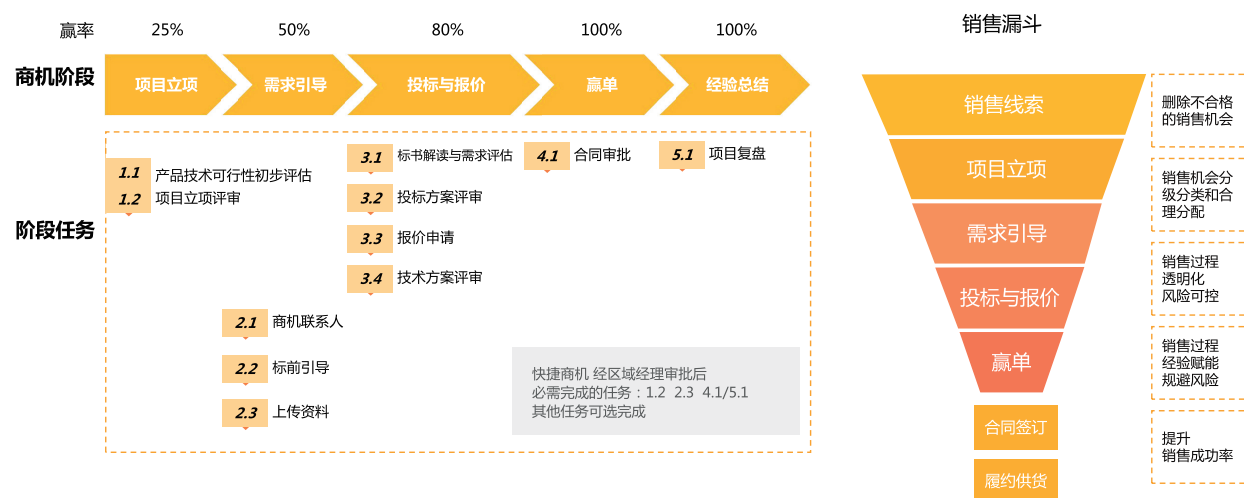 赢率
25%
50%
80%
100%
100%
商机阶段
项目立项
需求引导
投标与报价
赢单
经验总结
阶段任务
1.1
产品技术可行性初步评估
1.2
项目立项评审
2.1
商机联系人
2.2
标前引导
2.3
上传资料
3.1
标书解读与需求评估
3.2
投标方案评审
3.3
报价申请
3.4
技术方案评审
4.1
合同审批
5.1
项目复盘
快捷商机 经区域经理审批后
必需完成的任务：1.2 2.3 4.1/5.1
其他任务可选完成
销售漏斗
销售线索
项目立项
需求引导
投标与报价
赢单
合同签订
履约供货
删除不合格
的销售机会
销售机会分
级分类和合
理分配
销售过程
透明化
风险可控
销售过程
经验赋能
规避风险
提升
销售成功率